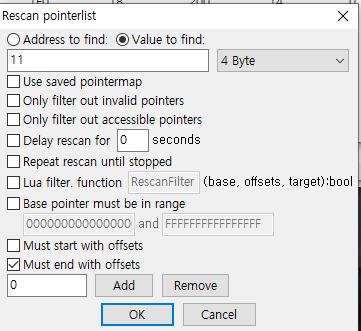 Rescan pointerlist
Address to find: Value to find:
11 4 Byte
Use saved pointermap
Only filter out invalid pointers
Only filter out accessible pointers
Delay rescan for 0 seconds
Repeat rescan until stopped
Lua filter. function RescanFilter (base, offsets, target):bool
Base pointer must be in range
00000000000000 and FFFFFFFFFFFFFFFF
Must start with offsets
Must end with offsets
0 Add Remove
OK Cancel